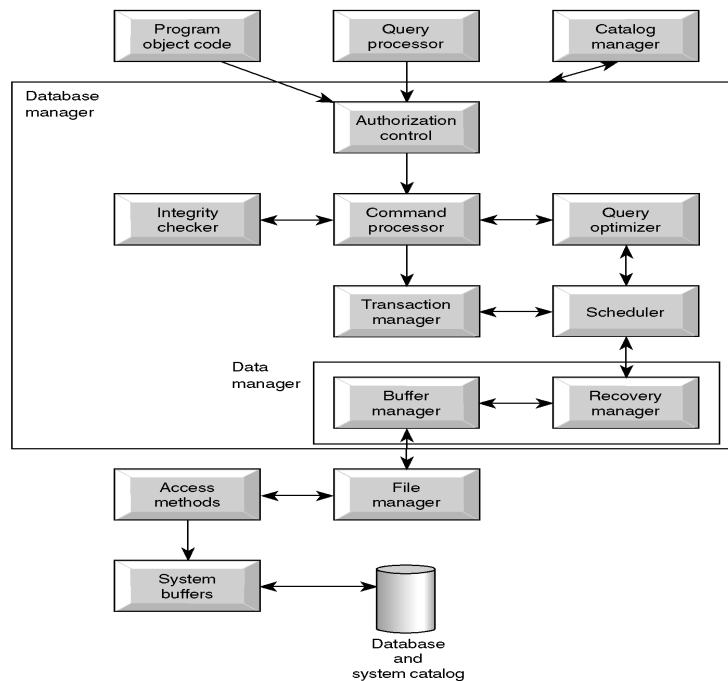 Program
object code
Query
processor
Catalog
manager
Database
manager
Authorization
control
Integrity
checker
Command
processor
Query
optimizer
Transaction
manager
Scheduler
Data
manager
Buffer
manager
Recovery
manager
Access
methods
File
manager
System
buffers
Database
and
system catalog